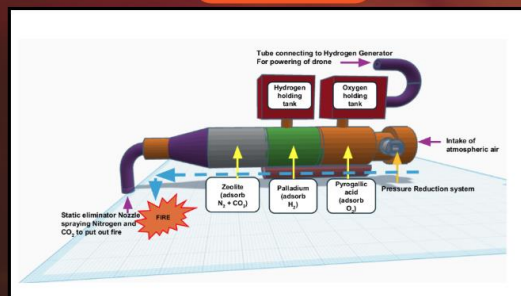 Tube connecting to Hydrogen Generator
For powering of drone
Hydrogen
holding
tank
Oxygen
holding
tank
Intake of
atmospheric air
Zoolite
(adsorb
N₂ + CO₂)
Palladium
(adsorb
H₂)
Pyrogallic
acid
(adsorb
O₂)
Pressure Reduction system
Static eliminator Nozzle
spraying Nitrogen and
CO₂ to put out fire
FIRE